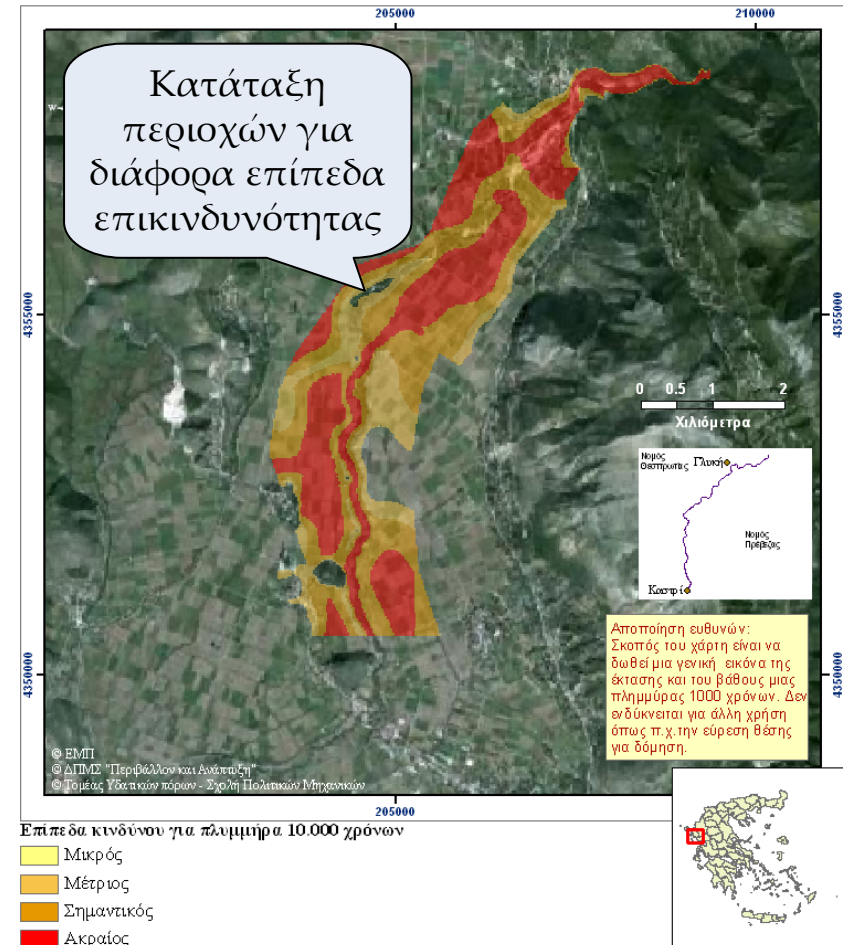 205000
210000
Κατάταξη
περιοχών για
διάφορα επίπεδα
επικινδυνότητας
4355000
4355000
0 0.5 1 2
Χιλιόμετρα
Νομός
Θεσπρωτίας
Γλυκή
Νομός
Πρέβεζας
Καστρί
Αποποίηση ευθυνών:
Σκοπός του χάρτη είναι να
δωθεί μια γενική εικόνα της
έκτασης και του βάθους μιας
πλημμύρας 1000 χρόνων. Δεν
ενδύκνειται για άλλη χρήση
όπως π.χ.την εύρεση θέσης
για δόμηση.
4350000
4350000
© ΕΜΠ
© ΔΠΜΣ "Περιβάλλον και Ανάπτυξη"
© Τομέας Υδατικών πόρων - Σχολή Πολιτικών Μηχανικών
205000
Επίπεδα κινδύνου για πλυμμήρα 10.000 χρόνων
Μικρός
Μέτριος
Σημαντικός
Ακραίος